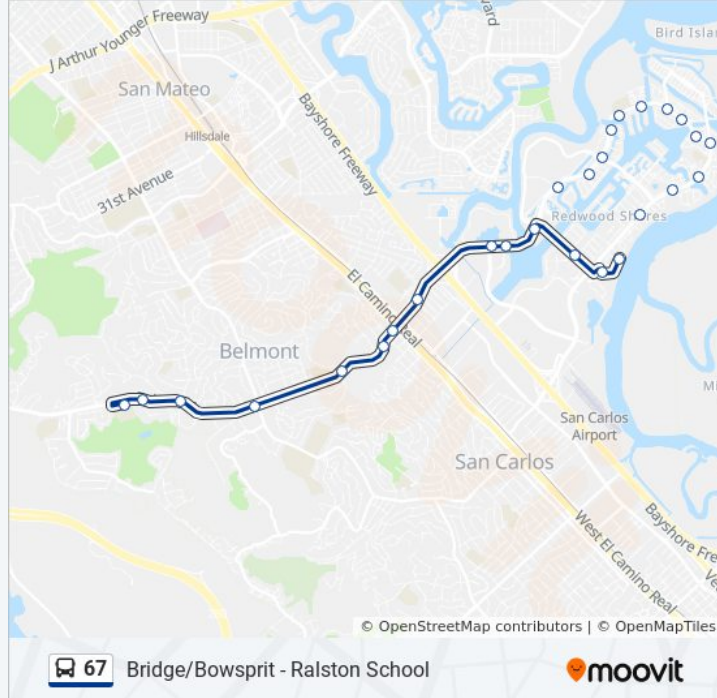 ward
Bird Islan
J Arthur Younger Freeway
San Mateo
Bayshore Freeway
Hillsdale
31st Avenue
Redwood Shores
El Camino Real
Belmont
San Carlos
Airport
San Carlos
West El Camino Real
Bayshore Fre
© OpenStreetMap contributors | © OpenMapTiles
67 Bridge/Bowsprit - Ralston School
moovit